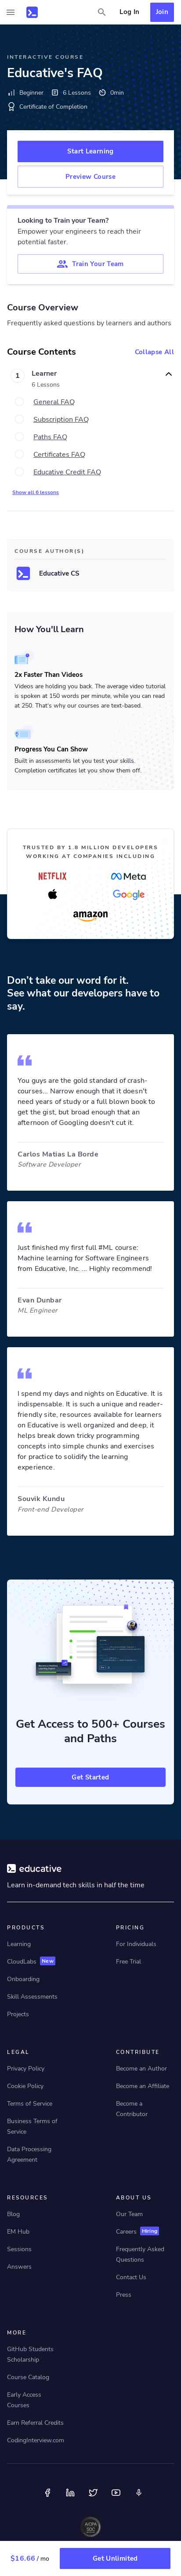 Log In
Join
INTERACTIVE COURSE
Educative's FAQ
Beginner
6 Lessons
0min
Certificate of Completion
Start Learning
Preview Course
Looking to Train your Team?
Empower your engineers to reach their
potential faster.
Train Your Team
Course Overview
Frequently asked questions by learners and authors
Course Contents
Collapse All
1
Learner
6 Lessons
General FAQ
Subscription FAQ
Paths FAQ
Certificates FAQ
Educative Credit FAQ
Show all 6 lessons
COURSE AUTHOR(S)
Educative CS
How You'll Learn
2x Faster Than Videos
Videos are holding you back. The average video tutorial
is spoken at 150 words per minute, while you can read
at 250. That's why our courses are text-based.
Progress You Can Show
Built in assessments let you test your skills.
Completion certificates let you show them off.
TRUSTED BY 1.8 MILLION DEVELOPERS
WORKING AT COMPANIES INCLUDING
NETFLIX
Meta
Google
amazon
Don't take our word for it.
See what our developers have to
say.
You guys are the gold standard of crash-
courses... Narrow enough that it doesn't need
years of study or a full blown book to
get the gist, but broad enough that an
afternoon of Googling doesn't cut it.
Carlos Matias La Borde
Software Developer
Just finished my first full #ML course:
Machine learning for Software Engineers
from Educative, Inc. ... Highly recommend!
Evan Dunbar
ML Engineer
I spend my days and nights on Educative. It is
indispensable. It is such a unique and reader-
friendly site, resources available for learners
on Educative is well organized and deep, it
help break down tricky programming
concepts into simple chunks and exercises
for practice to solidify the learning
experience.
Souvik Kundu
Front-end Developer
Get Access to 500+ Courses
and Paths
Get Started
educative
Learn in-demand tech skills in half the time
PRODUCTS
Learning
CloudLabs
New
Onboarding
Skill Assessments
Projects
PRICING
For Individuals
Free Trial
LEGAL
Privacy Policy
Cookie Policy
Terms of Service
Business Terms of
Service
Data Processing
Agreement
CONTRIBUTE
Become an Author
Become an Affiliate
Become a
Contributor
RESOURCES
Blog
EM Hub
Sessions
Answers
ABOUT US
Our Team
Careers
Hiring
Frequently Asked
Questions
Contact Us
Press
MORE
GitHub Students
Scholarship
Course Catalog
Early Access
Courses
Earn Referral Credits
CodingInterview.com
$16.66 / mo
Get Unlimited